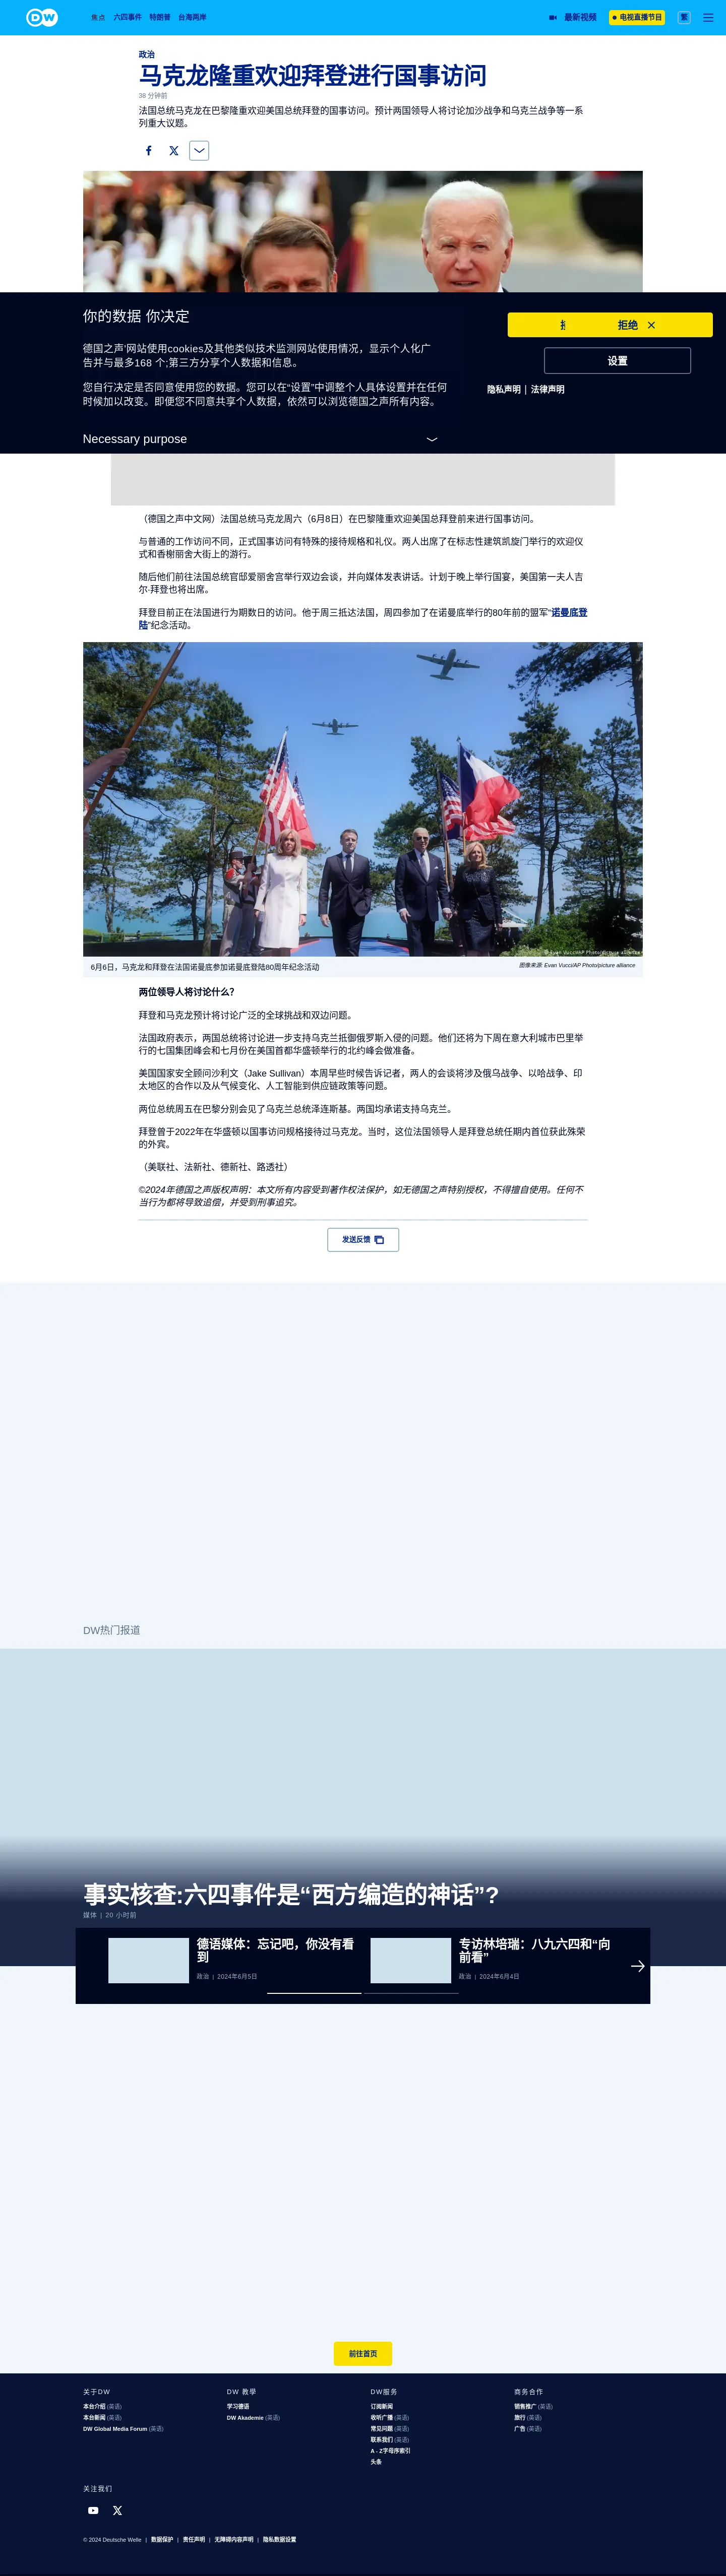 DW
焦点 六四事件 特朗普 台海两岸 最新视频 电视直播节目 繁
政治
马克龙隆重欢迎拜登进行国事访问
38 分钟前
法国总统马克龙在巴黎隆重欢迎美国总统拜登的国事访问。预计两国领导人将讨论加沙战争和乌克兰战争等一系
列重大议题。
你的数据 你决定
德国之声'网站使用cookies及其他类似技术监测网站使用情况，显示个人化广
告并与最多168 个;第三方分享个人数据和信息。
您自行决定是否同意使用您的数据。您可以在"设置"中调整个人具体设置并在任何
时候加以改变。即便您不同意共享个人数据，依然可以浏览德国之声所有内容。
Necessary purpose
拒绝
设置
隐私声明 | 法律声明
（德国之声中文网）法国总统马克龙周六（6月8日）在巴黎隆重欢迎美国总拜登前来进行国事访问。
与普通的工作访问不同，正式国事访问有特殊的接待规格和礼仪。两人出席了在标志性建筑凯旋门举行的欢迎仪
式和香榭丽舍大街上的游行。
随后他们前往法国总统官邸爱丽舍宫举行双边会谈，并向媒体发表讲话。计划于晚上举行国宴，美国第一夫人吉
尔·拜登也将出席。
拜登目前正在法国进行为期数日的访问。他于周三抵达法国，周四参加了在诺曼底举行的80年前的盟军"诺曼底登
陆"纪念活动。
© Evan Vucci/AP Photo/picture alliance
6月6日，马克龙和拜登在法国诺曼底参加诺曼底登陆80周年纪念活动
图像来源: Evan Vucci/AP Photo/picture alliance
两位领导人将讨论什么？
拜登和马克龙预计将讨论广泛的全球挑战和双边问题。
法国政府表示，两国总统将讨论进一步支持乌克兰抵御俄罗斯入侵的问题。他们还将为下周在意大利城市巴里举
行的七国集团峰会和七月份在美国首都华盛顿举行的北约峰会做准备。
美国国家安全顾问沙利文（Jake Sullivan）本周早些时候告诉记者，两人的会谈将涉及俄乌战争、以哈战争、印
太地区的合作以及从气候变化、人工智能到供应链政策等问题。
两位总统周五在巴黎分别会见了乌克兰总统泽连斯基。两国均承诺支持乌克兰。
拜登曾于2022年在华盛顿以国事访问规格接待过马克龙。当时，这位法国领导人是拜登总统任期内首位获此殊荣
的外宾。
（美联社、法新社、德新社、路透社）
©2024年德国之声版权声明：本文所有内容受到著作权法保护，如无德国之声特别授权，不得擅自使用。任何不
当行为都将导致追偿，并受到刑事追究。
发送反馈
DW热门报道
事实核查:六四事件是“西方编造的神话”?
媒体 | 20 小时前
德语媒体：忘记吧，你没有看
到
政治 | 2024年6月5日
专访林培瑞：八九六四和“向
前看”
政治 | 2024年6月4日
前往首页
关于DW
本台介绍 (英语)
本台新闻 (英语)
DW Global Media Forum (英语)
DW 教學
学习德语
DW Akademie (英语)
DW服务
订阅新闻
收听广播 (英语)
常见问题 (英语)
联系我们 (英语)
A - Z字母序索引
头条
商务合作
销售推广 (英语)
旅行 (英语)
广告 (英语)
关注我们
© 2024 Deutsche Welle | 数据保护 | 责任声明 | 无障碍内容声明 | 隐私数据设置